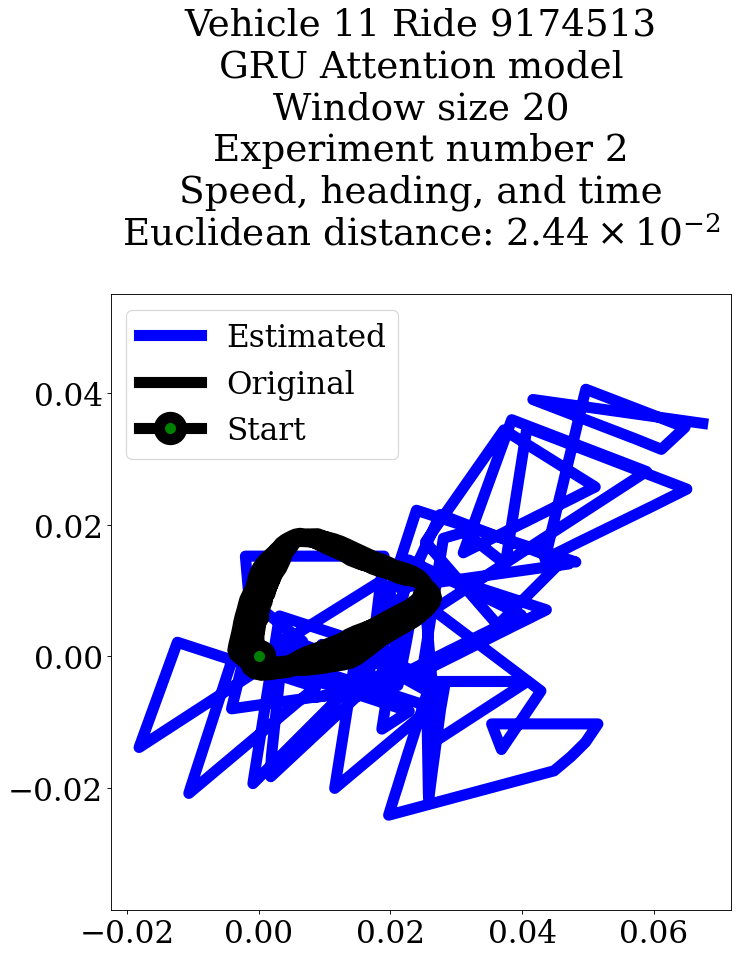 Vehicle 11 Ride 9174513
GRU Attention model
Window size 20
Experiment number 2
Speed, heading, and time
Euclidean distance: 2.44 × 10⁻²
Estimated
Original
Start
0.04
0.02
0.00
−0.02
−0.02 0.00 0.02 0.04 0.06